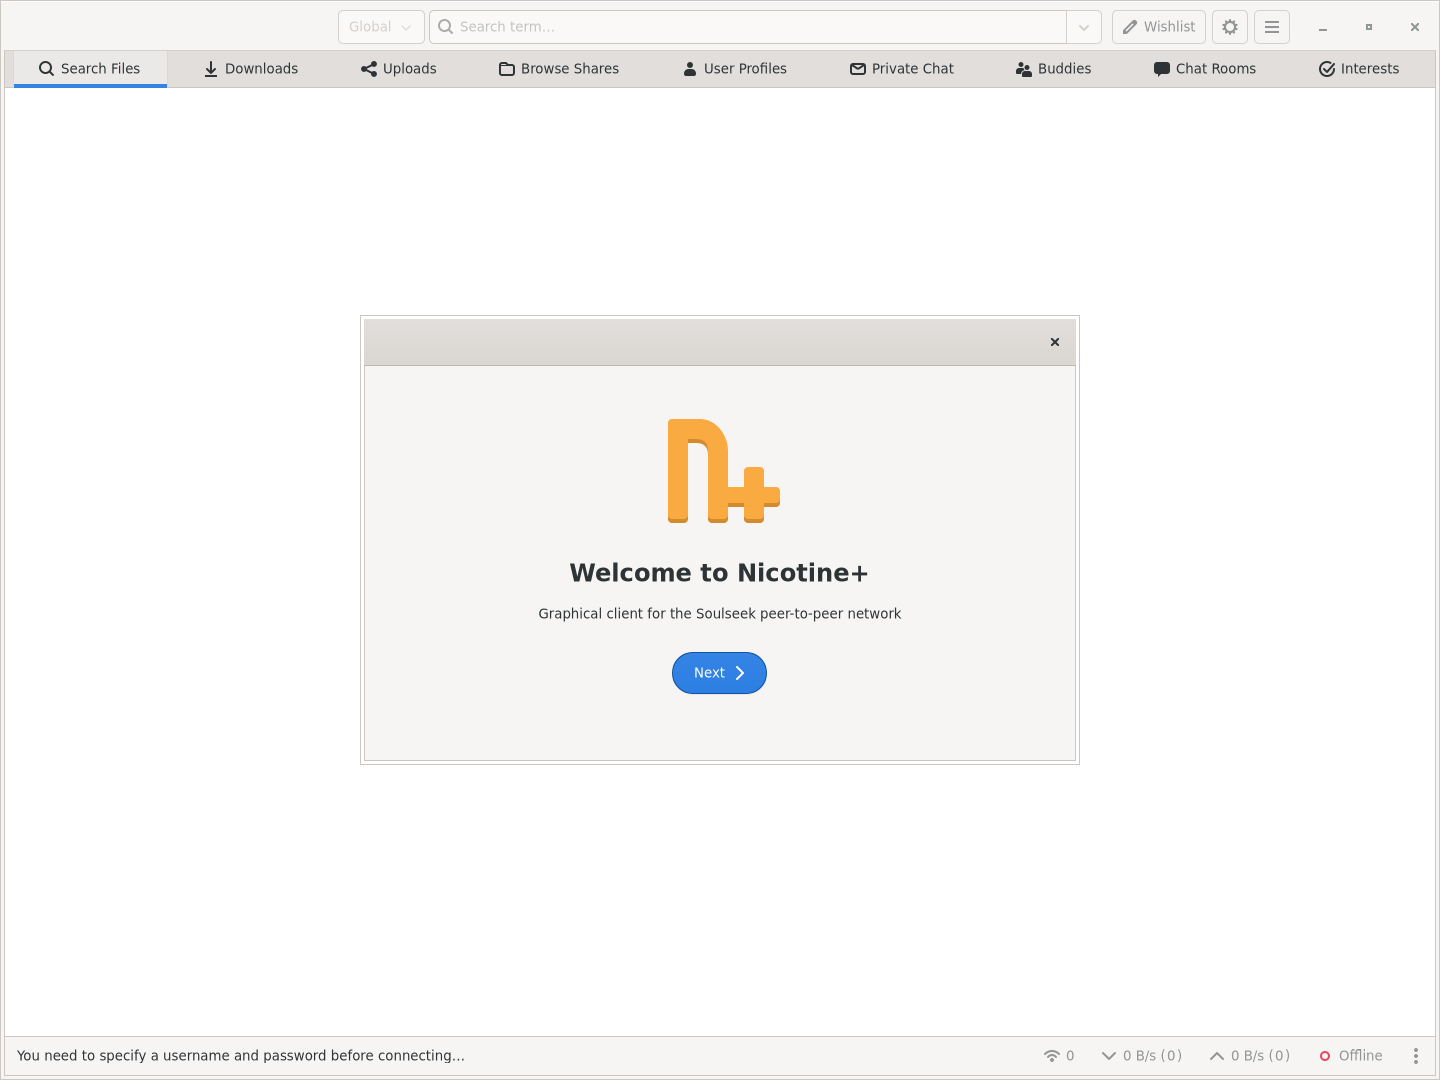 Global
Search term...
Wishlist
Search Files
Downloads
Uploads
Browse Shares
User Profiles
Private Chat
Buddies
Chat Rooms
Interests
n+
Welcome to Nicotine+
Graphical client for the Soulseek peer-to-peer network
Next
You need to specify a username and password before connecting...
0
0 B/s (0)
0 B/s (0)
Offline